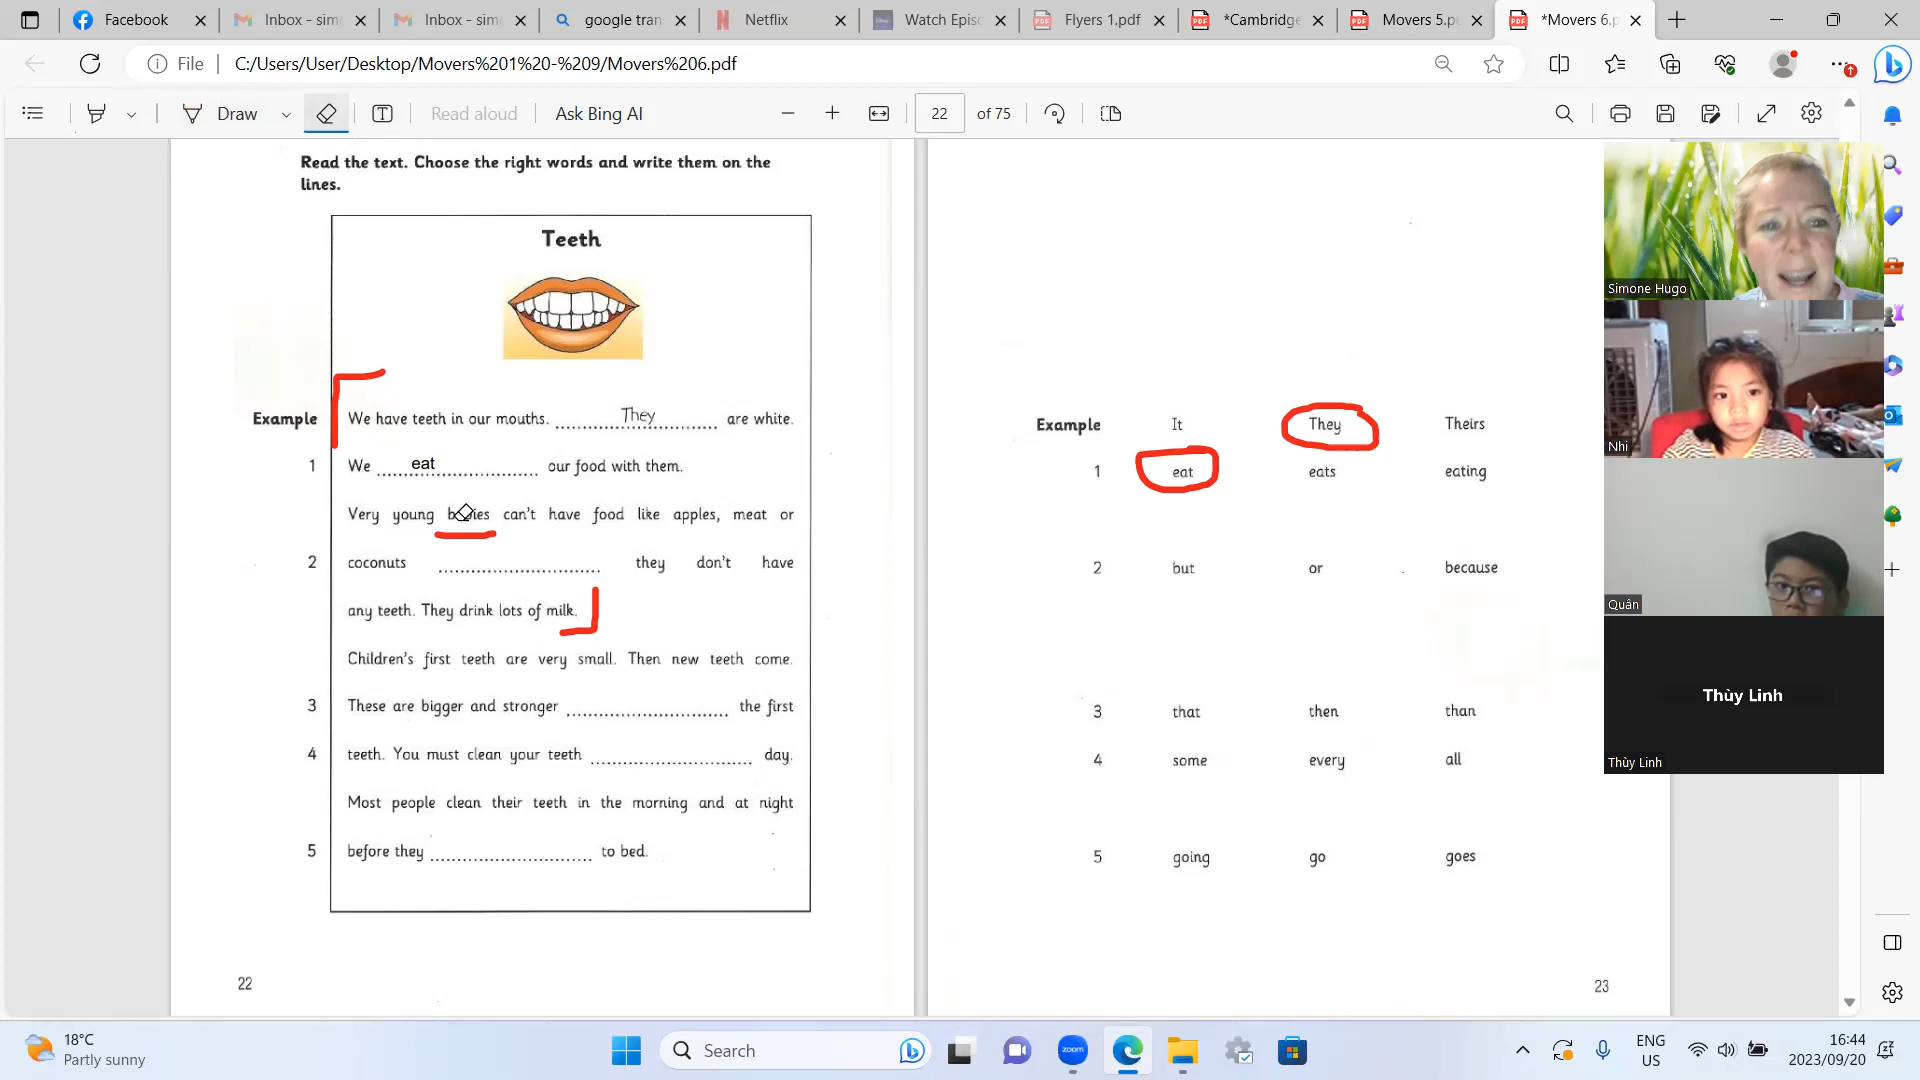 Facebook
Inbox - sim
Inbox - sim
google tran
Netflix
Watch Epis
Flyers 1.pdf
*Cambridge
Movers 5.p
*Movers 6.p
File
C:/Users/User/Desktop/Movers%201%20-%209/Movers%206.pdf
Draw
Read aloud
Ask Bing AI
22 of 75
Read the text. Choose the right words and write them on the
lines.
Teeth
Example We have teeth in our mouths. They are white.
1 We eat our food with them.
Very young babies can't have food like apples, meat or
2 coconuts they don't have
any teeth. They drink lots of milk.
Children's first teeth are very small. Then new teeth come.
3 These are bigger and stronger the first
4 teeth. You must clean your teeth day.
Most people clean their teeth in the morning and at night
5 before they to bed.
22
Example It They Theirs
1 eat eats eating
2 but or because
3 that then than
4 some every all
5 going go goes
23
Simone Hugo
Nhi
Quân
Thùy Linh
Thùy Linh
18°C
Partly sunny
Search
zoom
ENG
US
16:44
2023/09/20